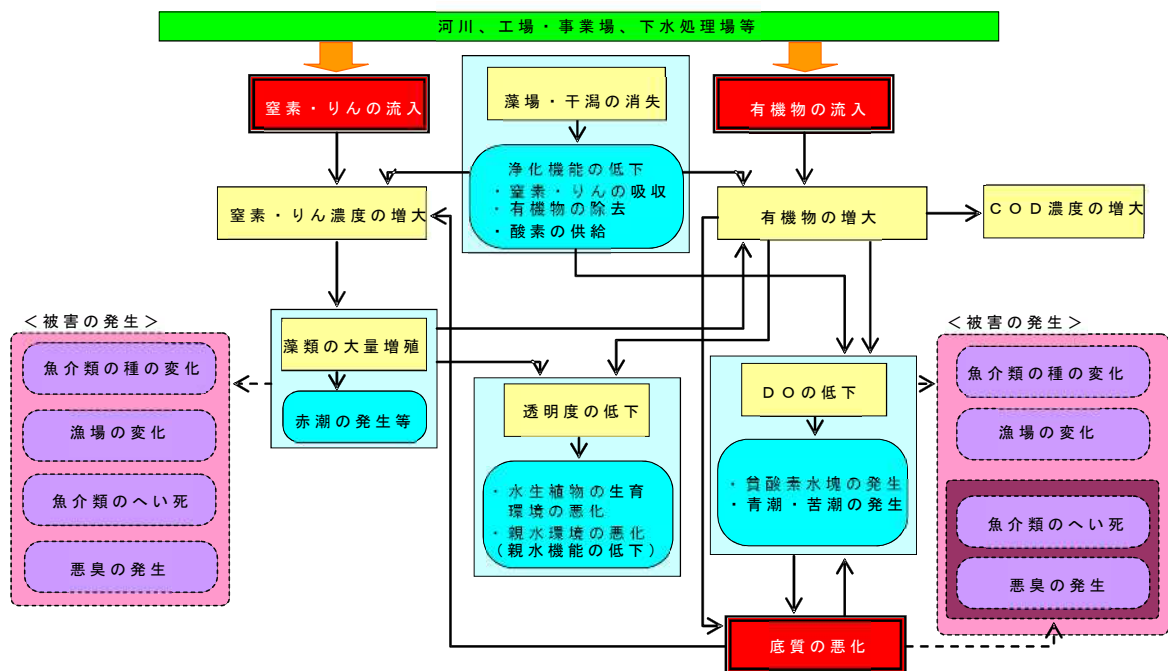 河川、工場・事業場、下水処理場等
窒素・りんの流入
藻場・干潟の消失
有機物の流入
浄化機能の低下
・窒素・りんの吸収
・有機物の除去
・酸素の供給
窒素・りん濃度の増大
有機物の増大
COD濃度の増大
＜被害の発生＞
魚介類の種の変化
漁場の変化
魚介類のへい死
悪臭の発生
藻類の大量増殖
赤潮の発生等
透明度の低下
・水生植物の生育
環境の悪化
・親水環境の悪化
（親水機能の低下）
DOの低下
・貧酸素水塊の発生
・青潮・苦潮の発生
＜被害の発生＞
魚介類の種の変化
漁場の変化
魚介類のへい死
悪臭の発生
底質の悪化